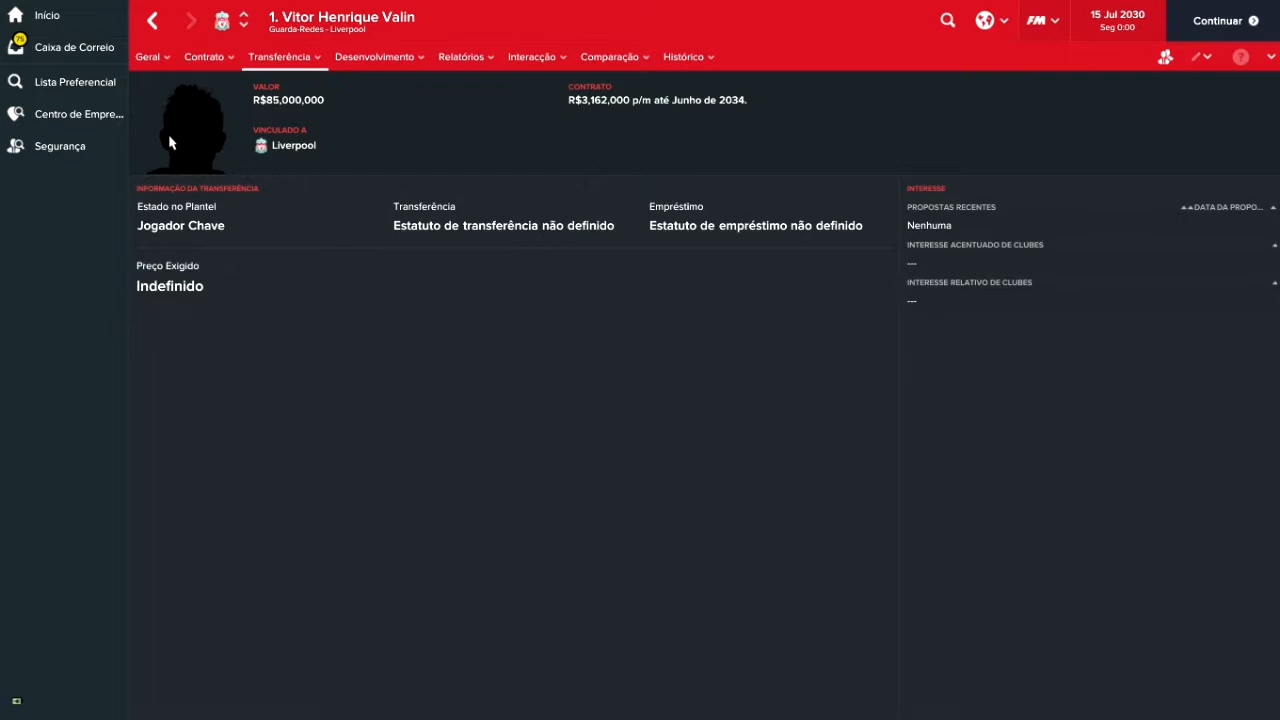 Início
75
Caixa de Correio
Lista Preferencial
Centro de Empre...
Segurança
1. Vitor Henrique Valin
Guarda-Redes - Liverpool
FM
15 Jul 2030
Seg 0:00
Continuar
Geral
Contrato
Transferência
Desenvolvimento
Relatórios
Interacção
Comparação
Histórico
?
VALOR
R$85,000,000
CONTRATO
R$3,162,000 p/m até Junho de 2034.
VINCULADO A
Liverpool
INFORMAÇÃO DA TRANSFERÊNCIA
Estado no Plantel
Jogador Chave
Transferência
Estatuto de transferência não definido
Empréstimo
Estatuto de empréstimo não definido
Preço Exigido
Indefinido
INTERESSE
PROPOSTAS RECENTES
DATA DA PROPO...
Nenhuma
INTERESSE ACENTUADO DE CLUBES
---
INTERESSE RELATIVO DE CLUBES
---